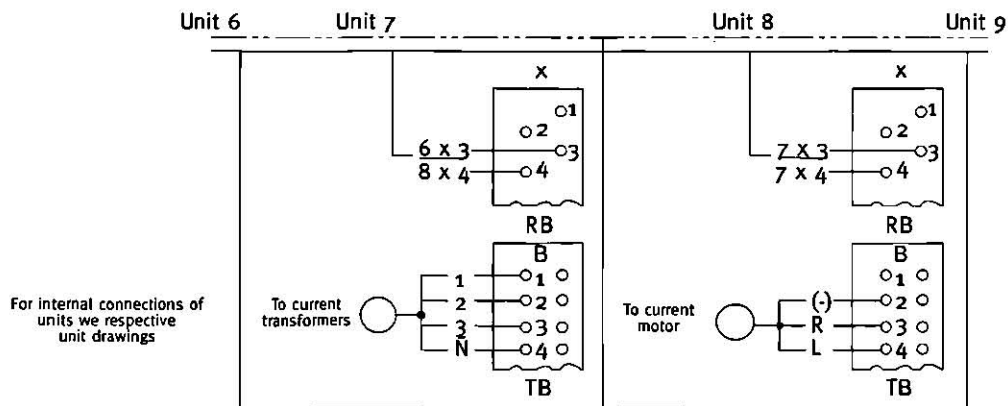 Unit 6 Unit 7 Unit 8 Unit 9
x
1
2
6 x 3 3
8 x 4 4
RB
B
1 1
2 2
3 3
N 4
TB
For internal connections of
units we respective
unit drawings
To current
transformers
x
1
2
7 x 3 3
7 x 4 4
RB
B
1
(-) 2
R 3
L 4
TB
To current
motor